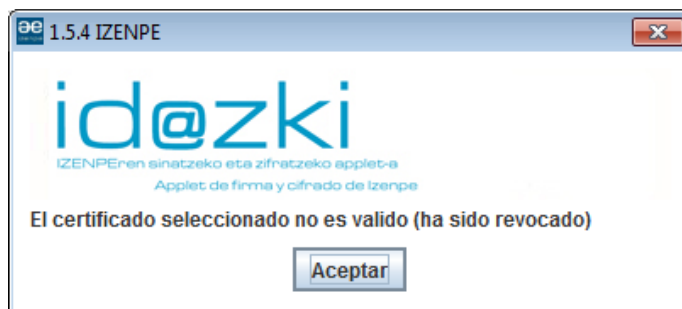 ae 1.5.4 IZENPE
id@zki
IZENPEren sinatzeko eta zifratzeko applet-a
Applet de firma y cifrado de Izenpe
El certificado seleccionado no es valido (ha sido revocado)
Aceptar